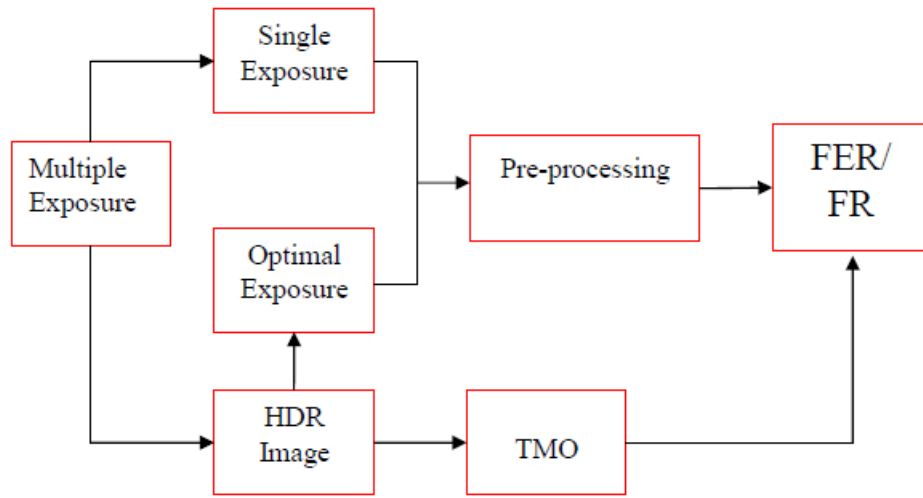 Single
Exposure
Multiple
Exposure
Pre-processing
FER/
FR
Optimal
Exposure
HDR
Image
TMO